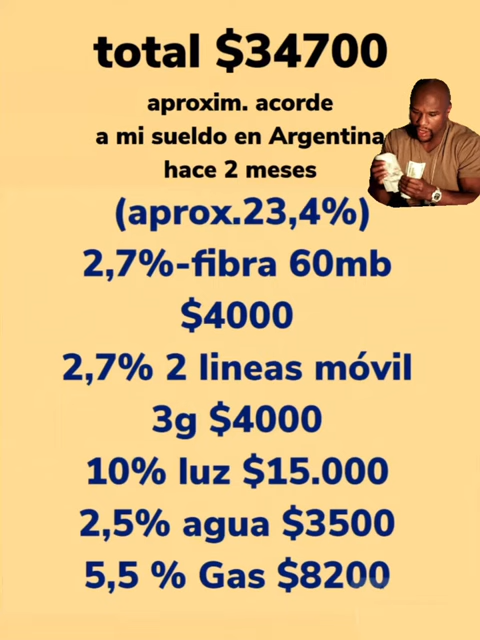 total $34700
aproxim. acorde
a mi sueldo en Argentina
hace 2 meses
(aprox.23,4%)
2,7%-fibra 60mb
$4000
2,7% 2 lineas móvil
3g $4000
10% luz $15.000
2,5% agua $3500
5,5 % Gas $8200